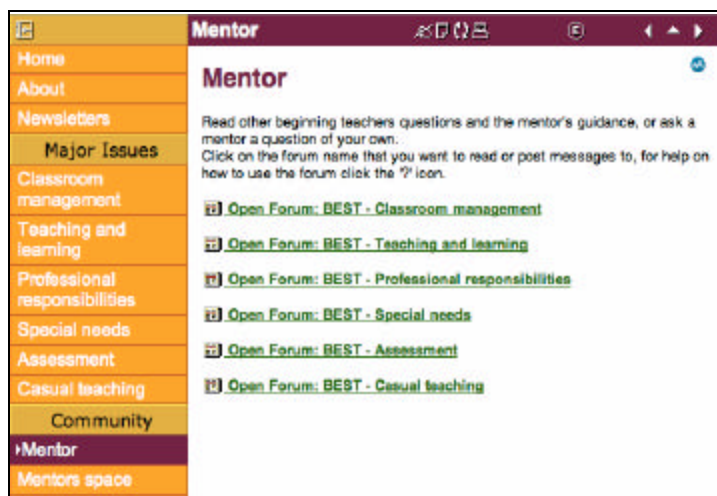 Home
About
Newsletters
Major Issues
Classroom
management
Teaching and
learning
Professional
responsibilities
Special needs
Assessment
Casual teaching
Community
Mentor
Mentors space
Mentor
Mentor
Read other beginning teachers questions and the mentor's guidance, or ask a
mentor a question of your own.
Click on the forum name that you want to read or post messages to, for help on
how to use the forum click the '?' icon.
Open Forum: BEST - Classroom management
Open Forum: BEST - Teaching and learning
Open Forum: BEST - Professional responsibilities
Open Forum: BEST - Special needs
Open Forum: BEST - Assessment
Open Forum: BEST - Casual teaching